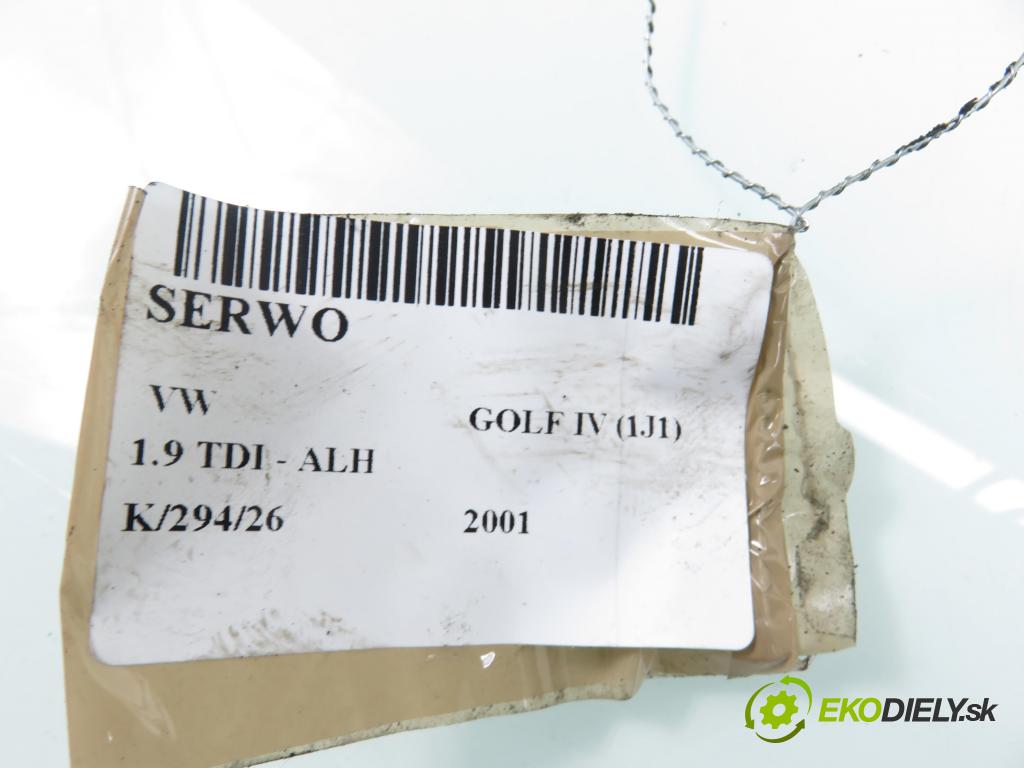 SERWO
VW
GOLF IV (1J1)
1.9 TDI - ALH
K/294/26
2001
EKODIELY.sk